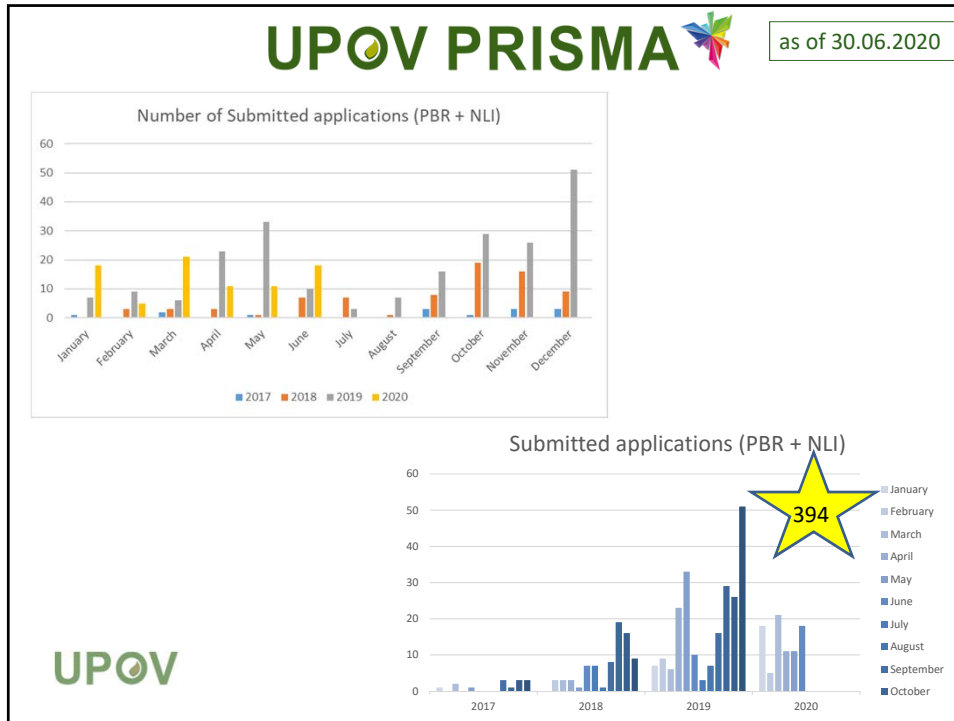 UPOV PRISMA
as of 30.06.2020
Number of Submitted applications (PBR + NLI)
60
50
40
30
20
10
0
January
February
March
April
May
June
July
August
September
October
November
December
2017 2018 2019 2020
Submitted applications (PBR + NLI)
60
50
40
30
20
10
0
2017 2018 2019 2020
394
January
February
March
April
May
June
July
August
September
October
UPOV